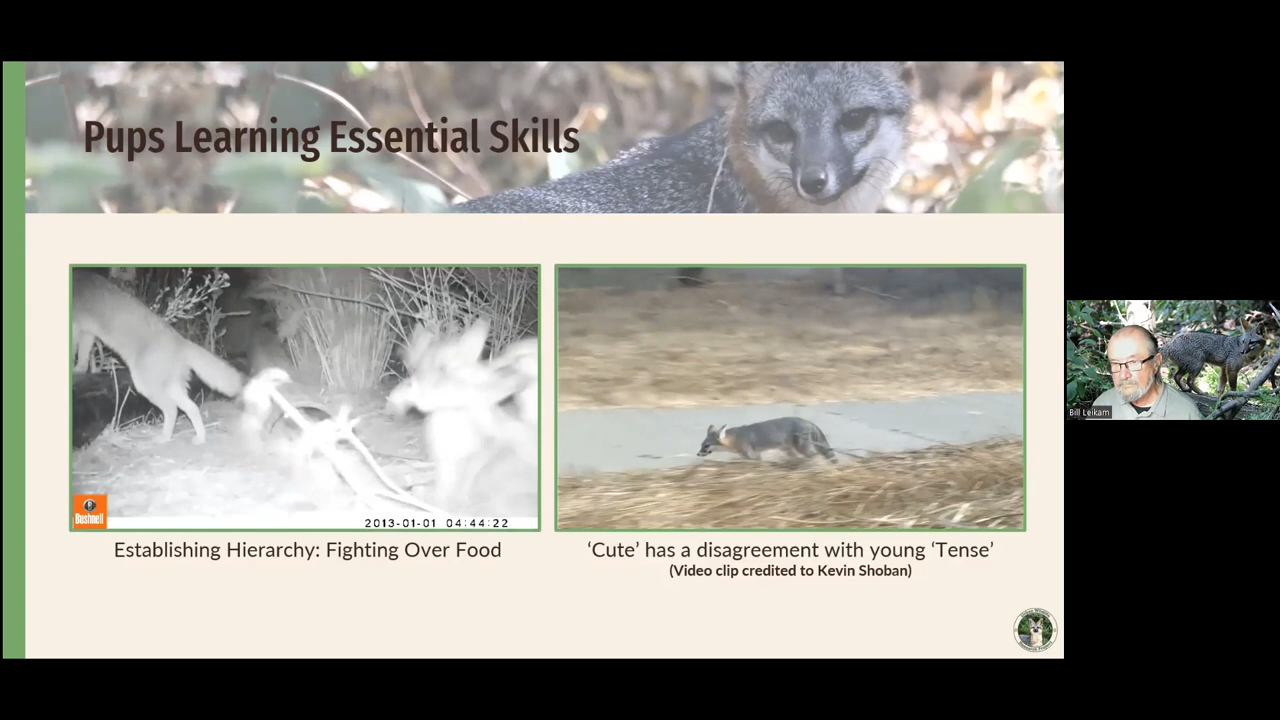 Pups Learning Essential Skills
Bushnell
2013-01-01 04:44:22
Establishing Hierarchy: Fighting Over Food
‘Cute’ has a disagreement with young ‘Tense’
(Video clip credited to Kevin Shoban)
Bill Leikam